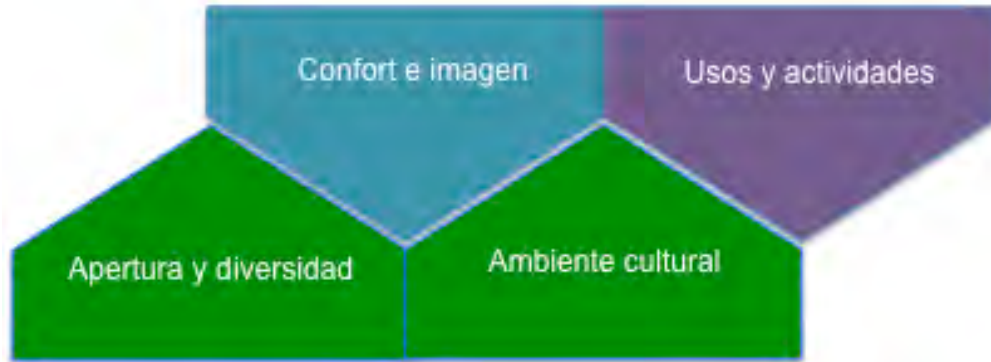 Confort e imagen
Usos y actividades
Apertura y diversidad
Ambiente cultural